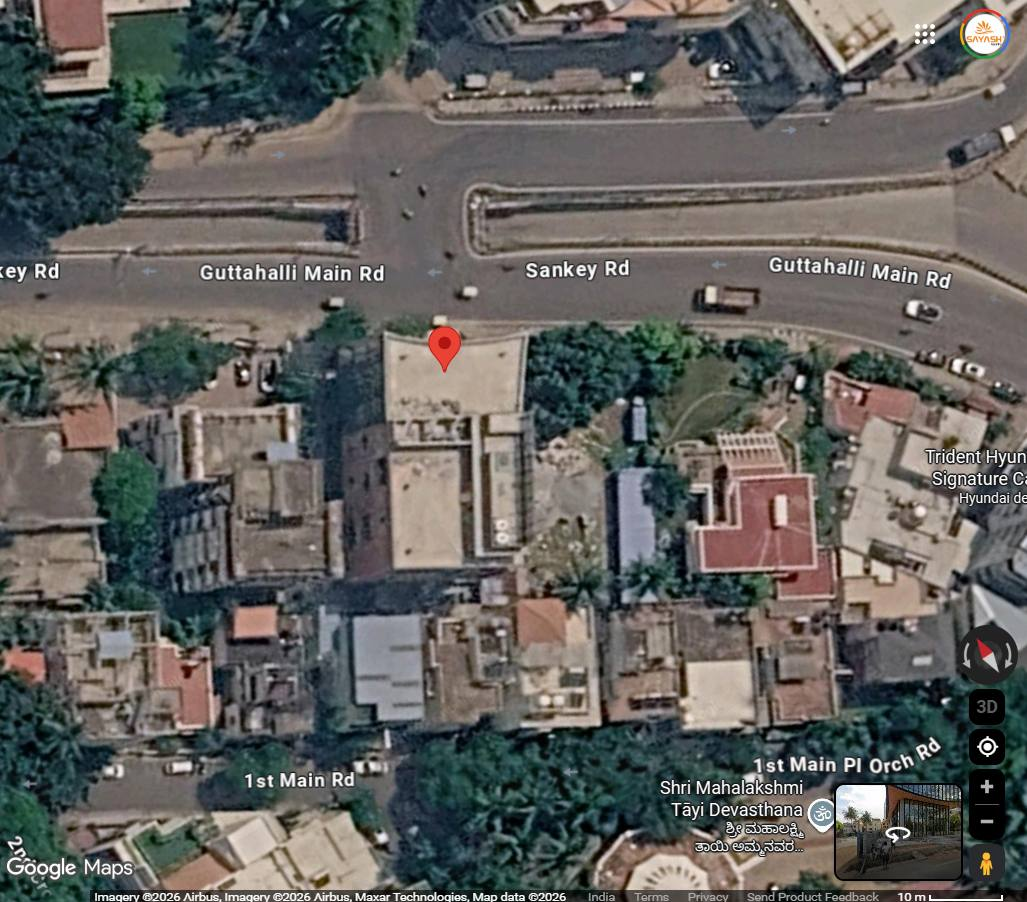 SAYASH
key Rd
Guttahalli Main Rd
Sankey Rd
Guttahalli Main Rd
Trident Hyun
Signature Ca
Hyundai de
3D
1st Main Rd
1st Main Pl Orch Rd
Shri Mahalakshmi
Tāyi Devasthana
ಶ್ರೀ ಮಹಾಲಕ್ಷ್ಮಿ
ತಾಯಿ ಅಮ್ಮನವರ...
Google Maps
Imagery ©2026 Airbus, Imagery ©2026 Airbus, Maxar Technologies, Map data ©2026 India Terms Privacy Send Product Feedback 10 m